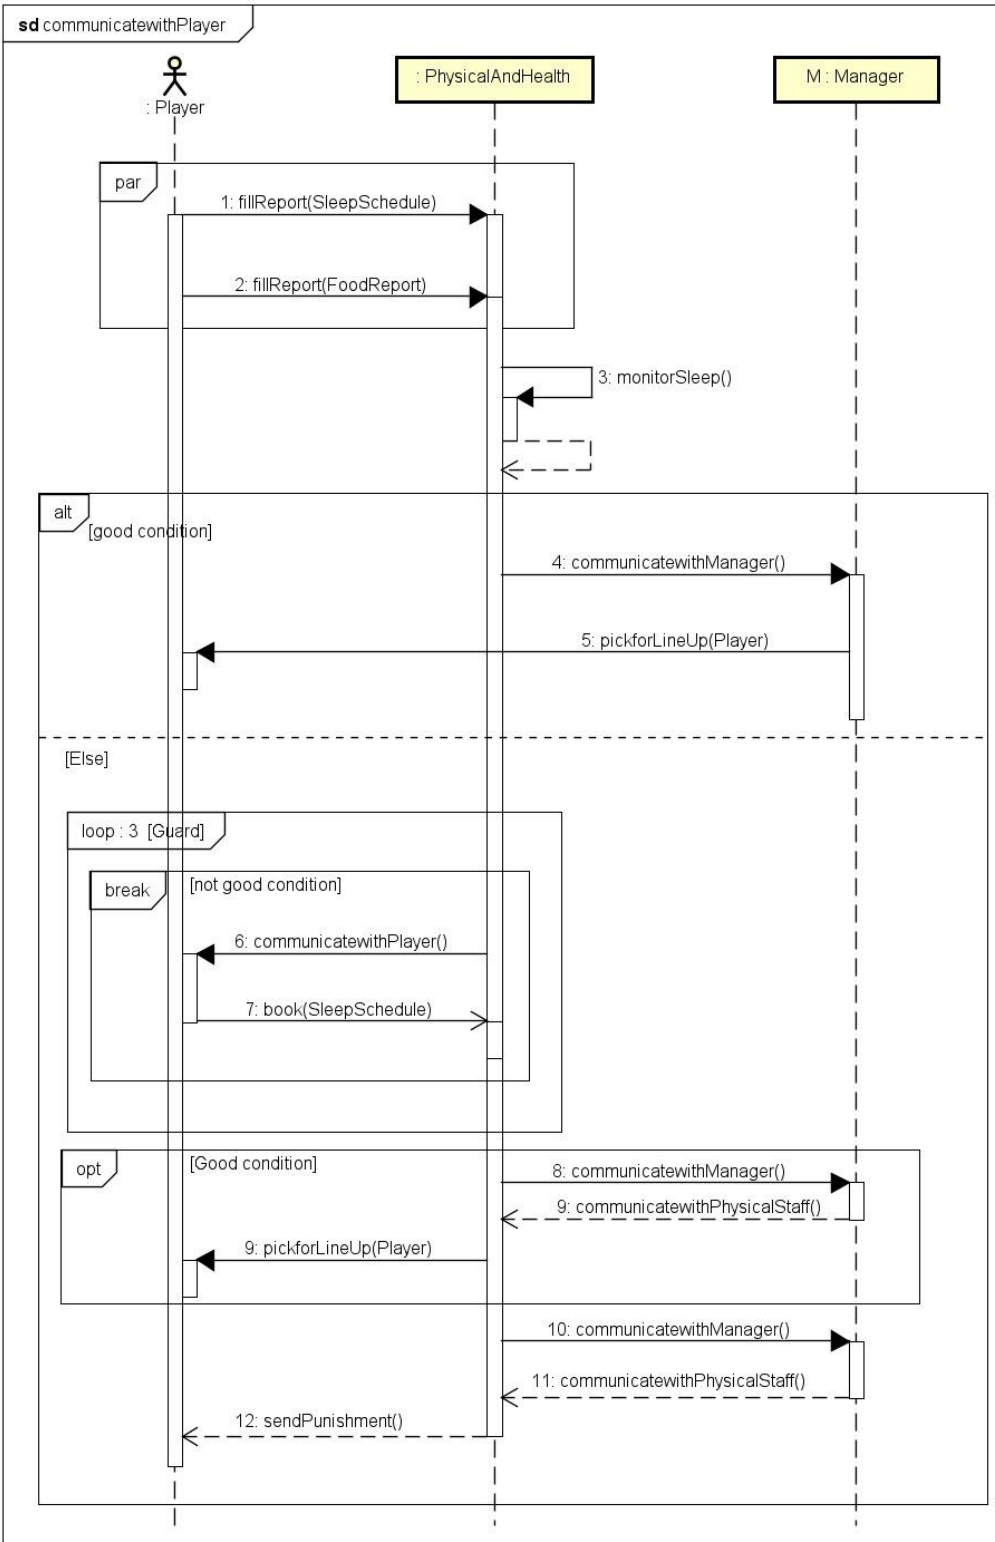 sd communicatewithPlayer
: Player
: PhysicalAndHealth
M : Manager
par
1: fillReport(SleepSchedule)
2: fillReport(FoodReport)
3: monitorSleep()
alt
[good condition]
4: communicatewithManager()
5: pickforLineUp(Player)
[Else]
loop : 3 [Guard]
break
[not good condition]
6: communicatewithPlayer()
7: book(SleepSchedule)
opt
[Good condition]
8: communicatewithManager()
9: communicatewithPhysicalStaff()
9: pickforLineUp(Player)
10: communicatewithManager()
11: communicatewithPhysicalStaff()
12: sendPunishment()